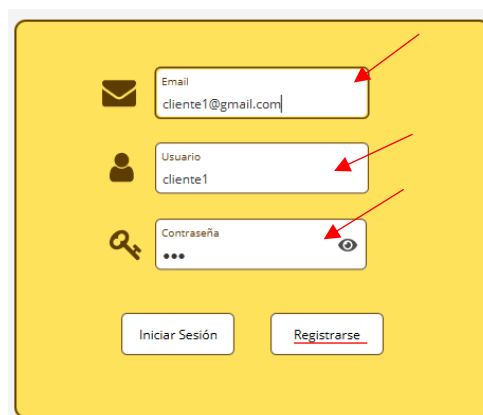 Email
cliente1@gmail.com
Usuario
cliente1
Contraseña
•••
Iniciar Sesión
Registrarse